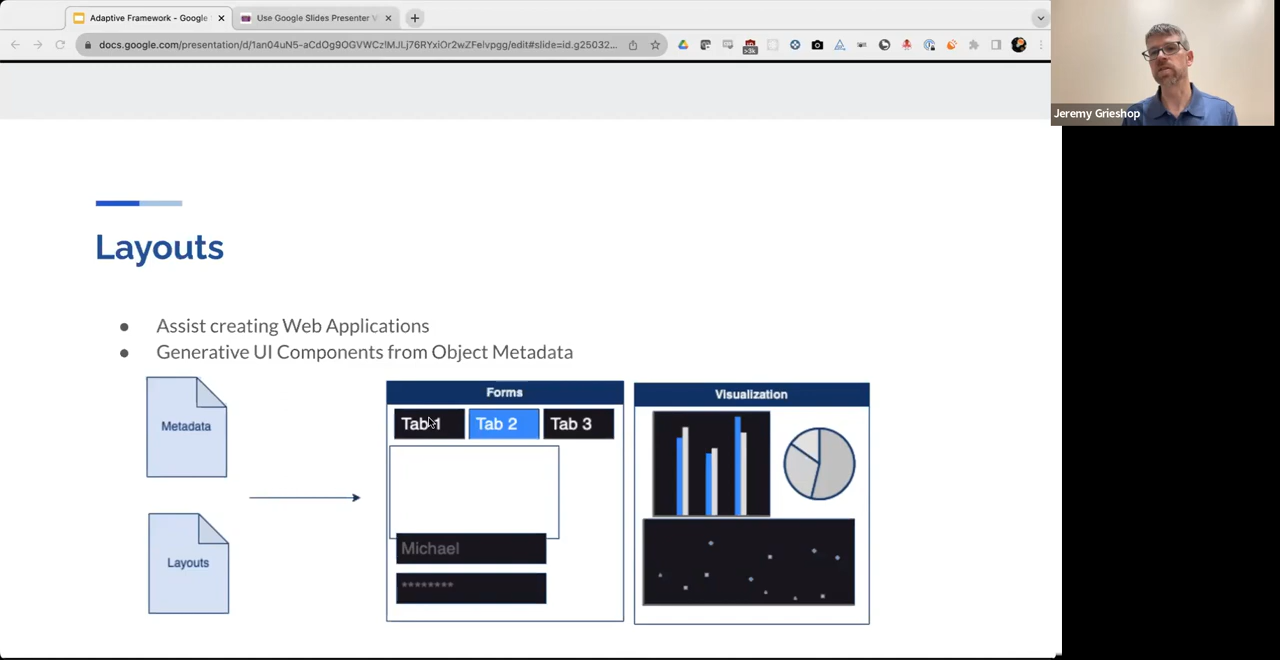 Adaptive Framework - Google
Use Google Slides Presenter V
docs.google.com/presentation/d/1an04uN5-aCdOg9OGVWCzIMJLj76RYxiOr2wZFelvpgg/edit#slide=id.g25032...
>3k
Jeremy Grieshop
Layouts
Assist creating Web Applications
Generative UI Components from Object Metadata
Metadata
Layouts
Forms
Tab 1
Tab 2
Tab 3
Michael
********
Visualization